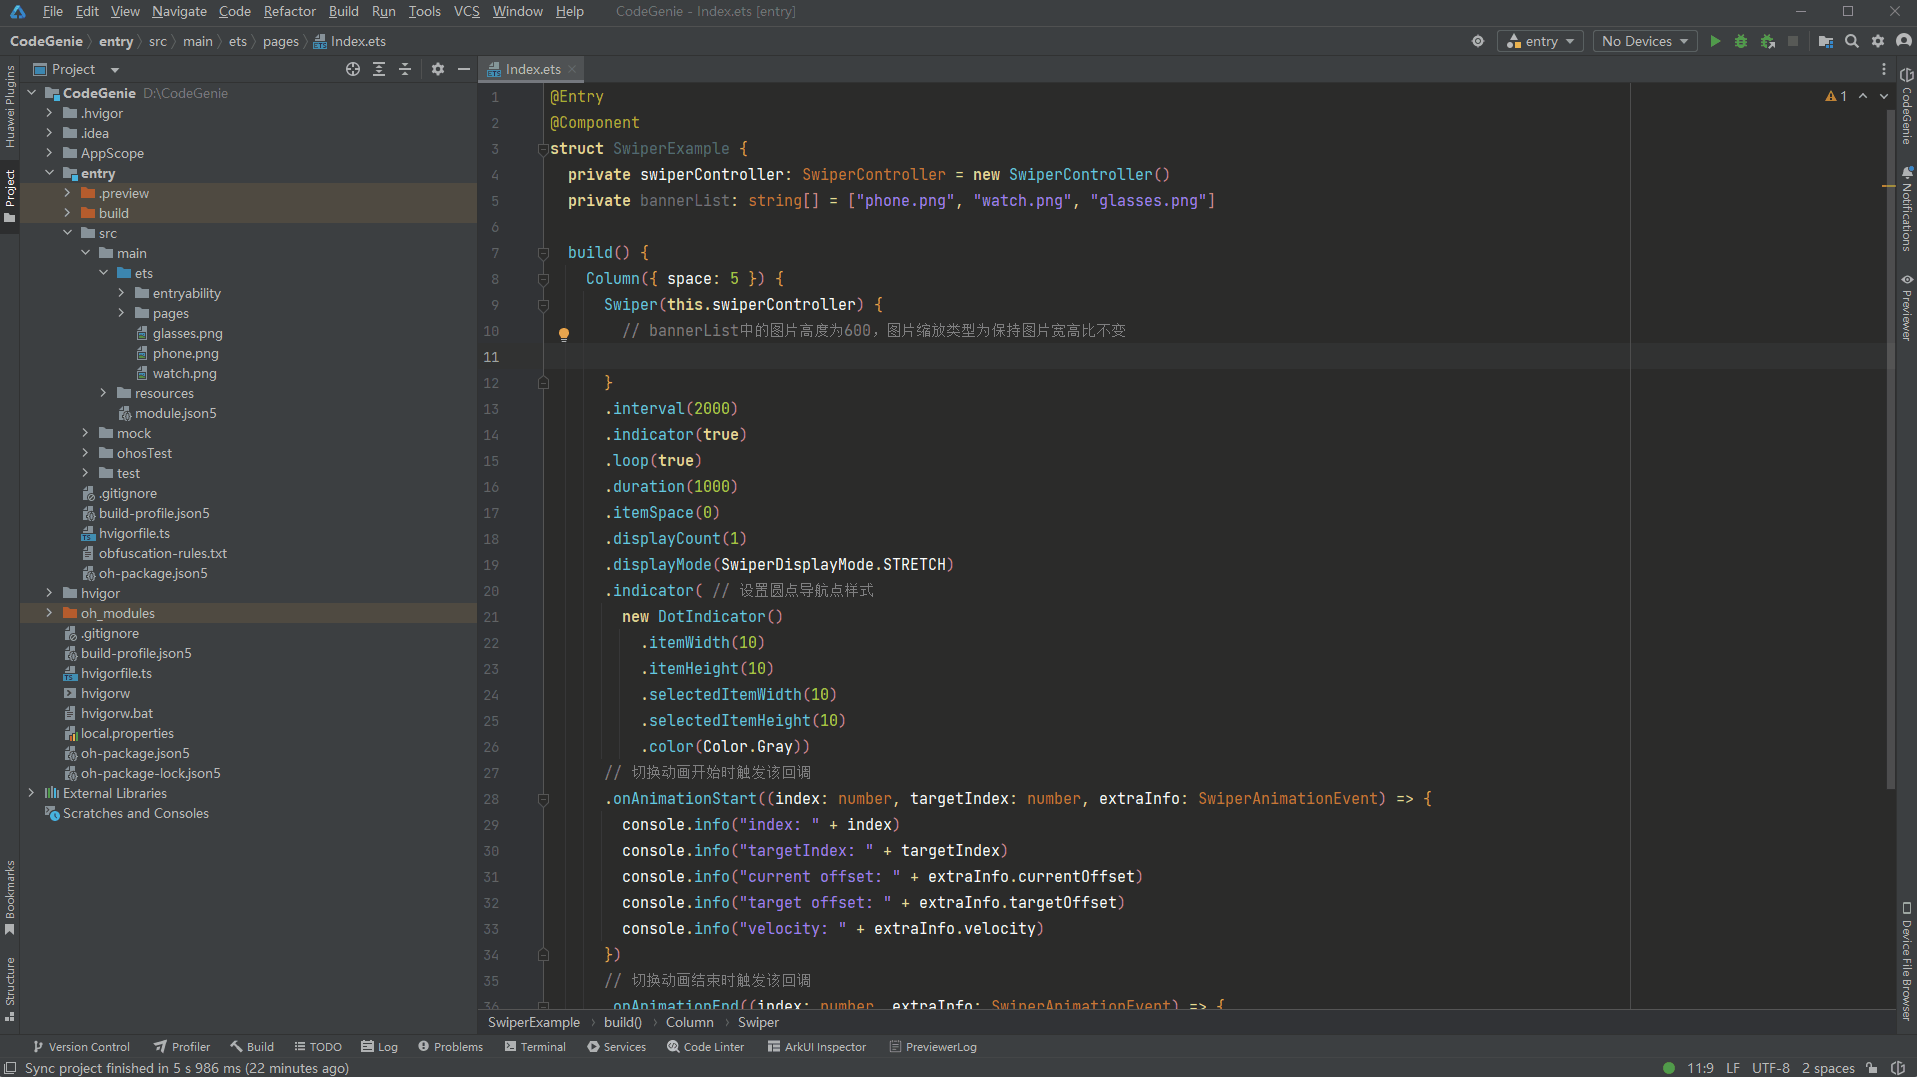 File Edit View Navigate Code Refactor Build Run Tools VCS Window Help CodeGenie - Index.ets [entry]
CodeGenie entry src main ets pages Index.ets entry No Devices
Huawei Plugins
Project
Bookmarks
Structure
Project
CodeGenie D:\CodeGenie
.hvigor
.idea
AppScope
entry
.preview
build
src
main
ets
entryability
pages
glasses.png
phone.png
watch.png
resources
module.json5
mock
ohosTest
test
.gitignore
build-profile.json5
hvigorfile.ts
obfuscation-rules.txt
oh-package.json5
hvigor
oh_modules
.gitignore
build-profile.json5
hvigorfile.ts
hvigorw
hvigorw.bat
local.properties
oh-package.json5
oh-package-lock.json5
External Libraries
Scratches and Consoles
Index.ets
1 @Entry
2 @Component
3 struct SwiperExample {
4 private swiperController: SwiperController = new SwiperController()
5 private bannerList: string[] = ["phone.png", "watch.png", "glasses.png"]
6
7 build() {
8 Column({ space: 5 }) {
9 Swiper(this.swiperController) {
10 // bannerList中的图片高度为600，图片缩放类型为保持图片宽高比不变
11
12 }
13 .interval(2000)
14 .indicator(true)
15 .loop(true)
16 .duration(1000)
17 .itemSpace(0)
18 .displayCount(1)
19 .displayMode(SwiperDisplayMode.STRETCH)
20 .indicator( // 设置圆点导航点样式
21 new DotIndicator()
22 .itemWidth(10)
23 .itemHeight(10)
24 .selectedItemWidth(10)
25 .selectedItemHeight(10)
26 .color(Color.Gray))
27 // 切换动画开始时触发该回调
28 .onAnimationStart((index: number, targetIndex: number, extraInfo: SwiperAnimationEvent) => {
29 console.info("index: " + index)
30 console.info("targetIndex: " + targetIndex)
31 console.info("current offset: " + extraInfo.currentOffset)
32 console.info("target offset: " + extraInfo.targetOffset)
33 console.info("velocity: " + extraInfo.velocity)
34 })
35 // 切换动画结束时触发该回调
36 .onAnimationEnd((index: number, extraInfo: SwiperAnimationEvent) => {
1
CodeGenie
Notifications
Previewer
Device File Browser
SwiperExample build() Column Swiper
Version Control Profiler Build TODO Log Problems Terminal Services Code Linter ArkUI Inspector PreviewerLog
Sync project finished in 5 s 986 ms (22 minutes ago) 11:9 LF UTF-8 2 spaces